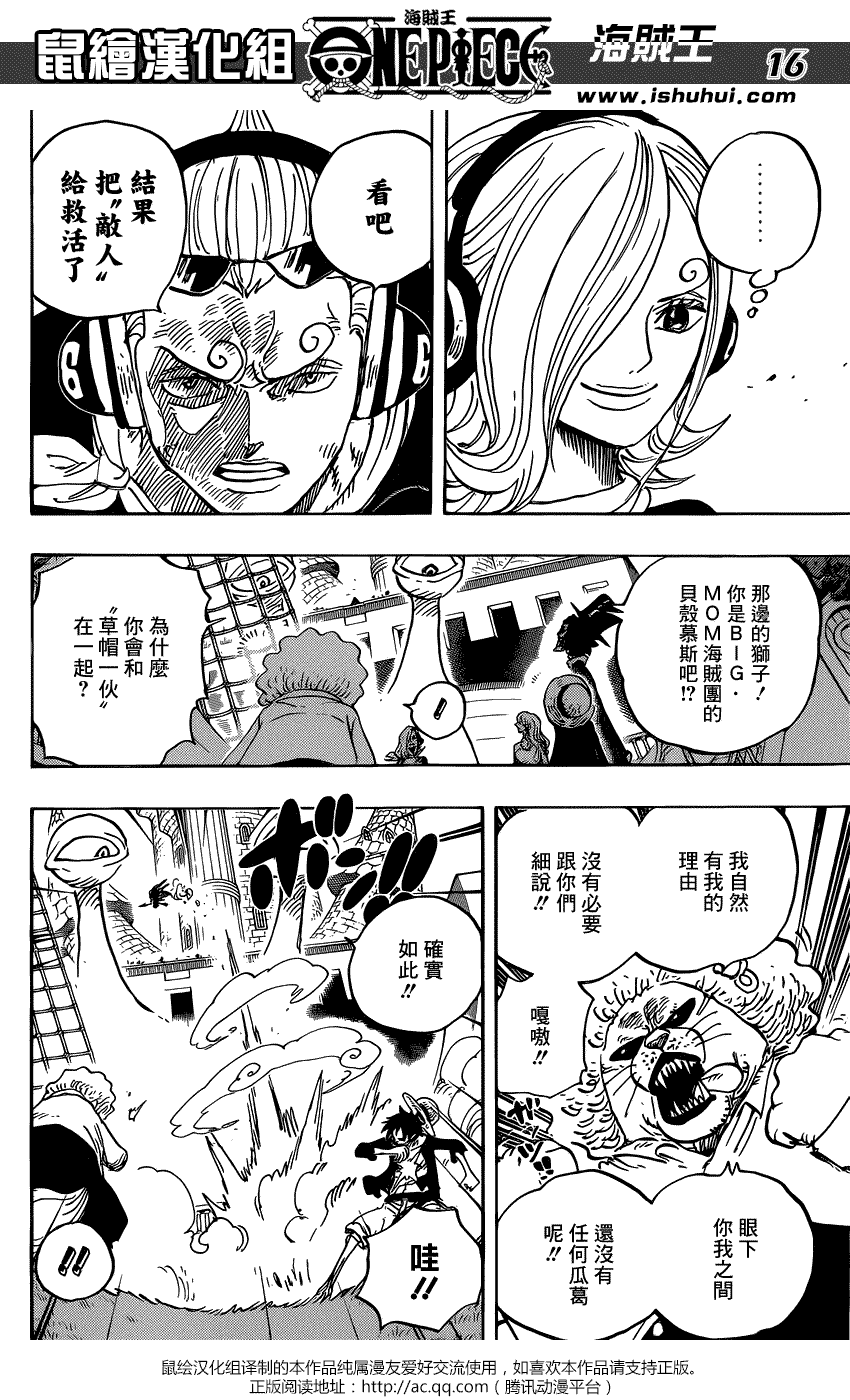 鼠繪漢化組
海賊王
ONE PIECE
海賊王
16
www.ishuhui.com
………
看吧
結果
把〝敵人〟
給救活了
6
6
那邊的獅子！
你是BIG・
MOM海賊團的
貝殼慕斯吧!?
！
為什麼
你會和
〝草帽一伙〟
在一起？
我自然
有我的
理由
沒有必要
跟你們
細說!!
嘎嗷!!
眼下
你我之間
還沒有
任何瓜葛
呢!!
確實
如此!!
哇!!
!!
鼠绘汉化组译制的本作品纯属漫友爱好交流使用，如喜欢本作品请支持正版。
正版阅读地址：http://ac.qq.com（腾讯动漫平台）